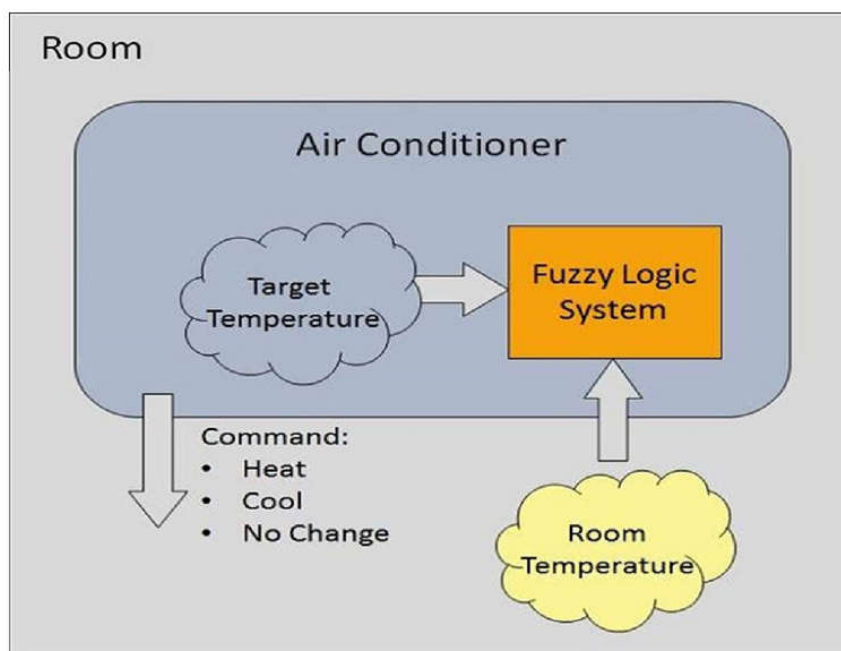 Room
Air Conditioner
Target
Temperature
Fuzzy Logic
System
Command:
• Heat
• Cool
• No Change
Room
Temperature